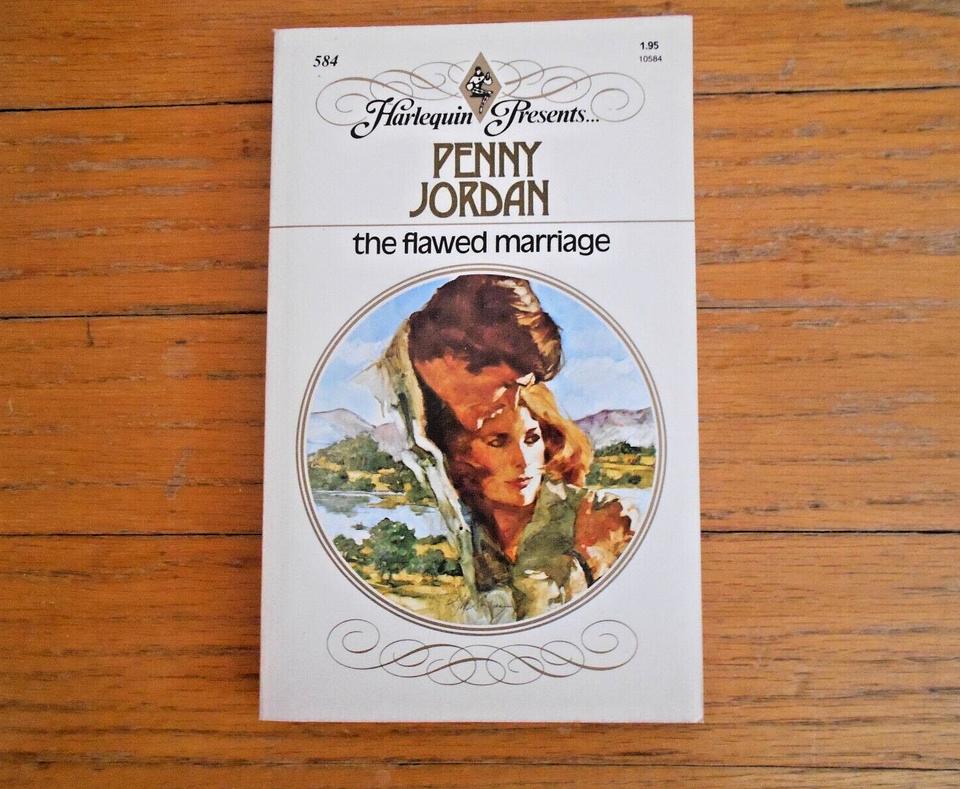 584
1.95
10584
Harlequin Presents...
PENNY
JORDAN
the flawed marriage